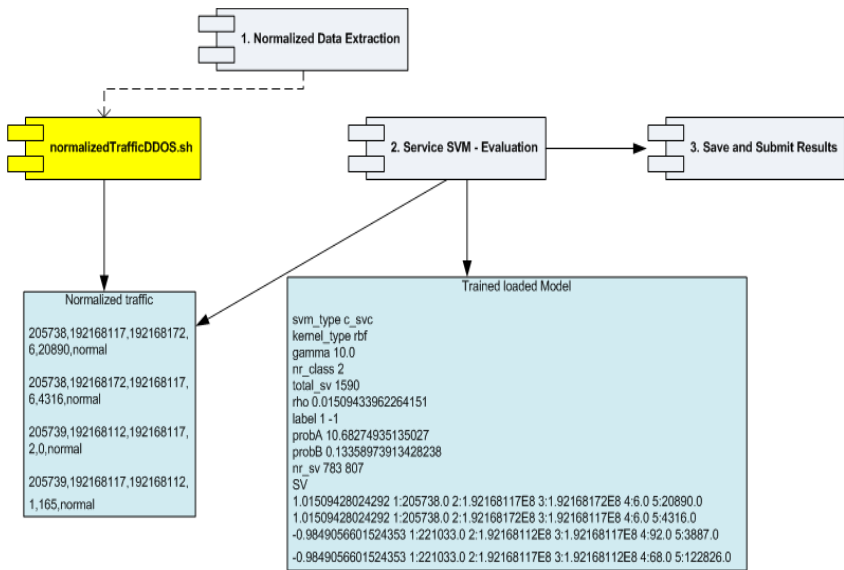 1. Normalized Data Extraction
normalizedTrafficDDOS.sh
2. Service SVM - Evaluation
3. Save and Submit Results
Normalized traffic
205738,192168117,192168172,
6,20890,normal
205738,192168172,192168117,
6,4316,normal
205739,192168112,192168117,
2,0,normal
205739,192168117,192168112,
1,165,normal
Trained loaded Model
svm_type c_svc
kernel_type rbf
gamma 10.0
nr_class 2
total_sv 1590
rho 0.01509433962264151
label 1 -1
probA 10.68274935135027
probB 0.13358973913428238
nr_sv 783 807
SV
1.01509428024292 1:205738.0 2:1.92168117E8 3:1.92168172E8 4:6.0 5:20890.0
1.01509428024292 1:205738.0 2:1.92168172E8 3:1.92168117E8 4:6.0 5:4316.0
-0.9849056601524353 1:221033.0 2:1.92168112E8 3:1.92168117E8 4:92.0 5:3887.0
-0.9849056601524353 1:221033.0 2:1.92168117E8 3:1.92168112E8 4:68.0 5:122826.0